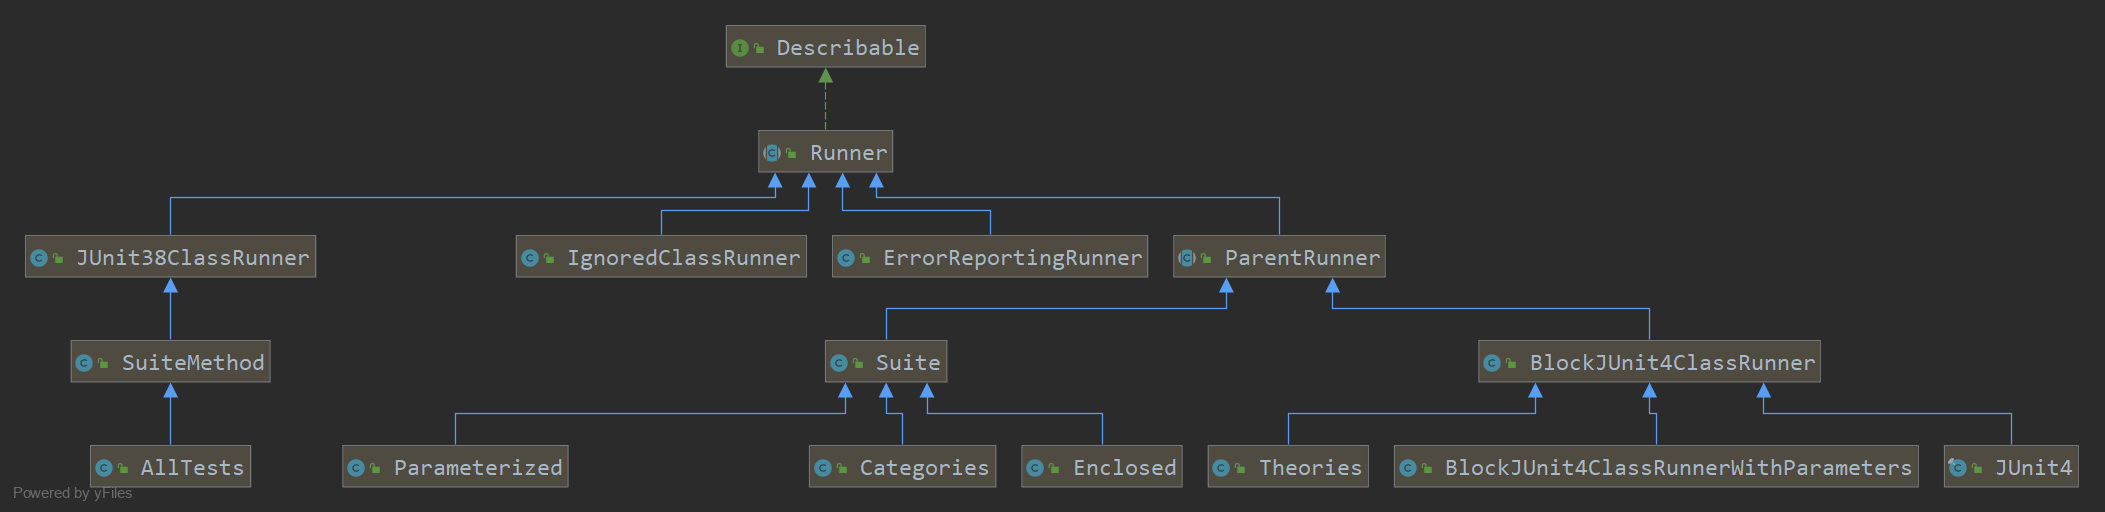 Describable
Runner
JUnit38ClassRunner
IgnoredClassRunner
ErrorReportingRunner
ParentRunner
SuiteMethod
Suite
BlockJUnit4ClassRunner
AllTests
Parameterized
Categories
Enclosed
Theories
BlockJUnit4ClassRunnerWithParameters
JUnit4
Powered by yFiles